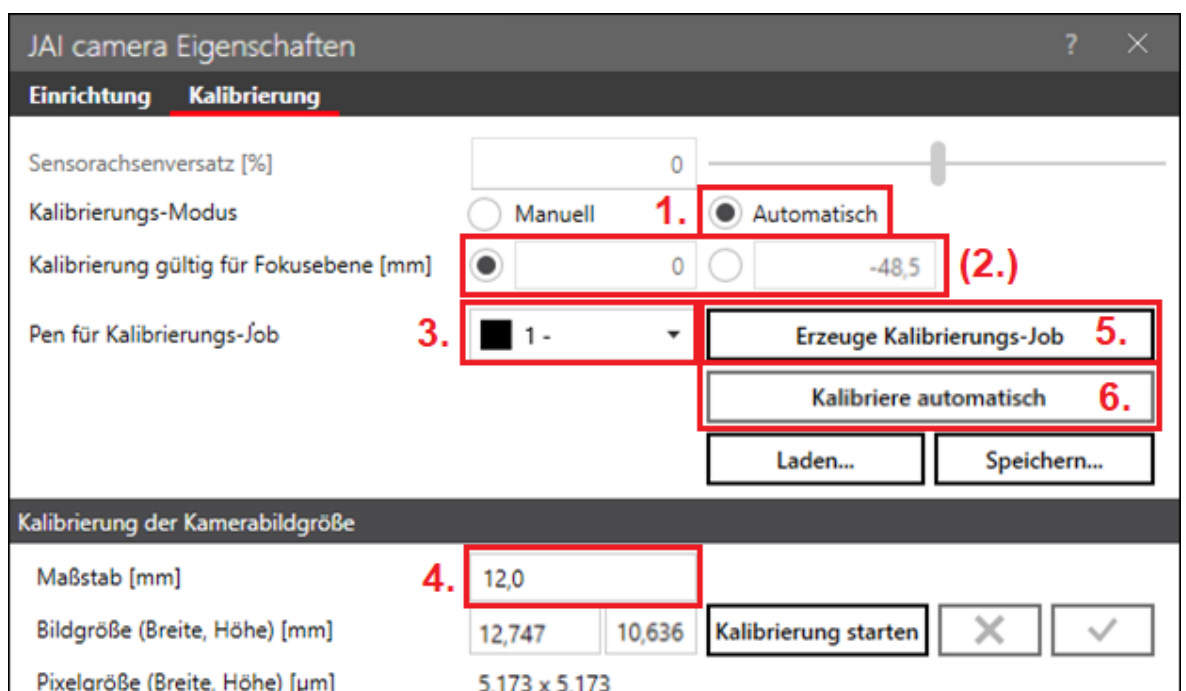 JAI camera Eigenschaften ?
Einrichtung Kalibrierung
Sensorachsenversatz [%] 0
Kalibrierungs-Modus Manuell 1. Automatisch
Kalibrierung gültig für Fokusebene [mm] 0 -48,5 (2.)
Pen für Kalibrierungs-Job 3. 1 - Erzeuge Kalibrierungs-Job 5.
Kalibriere automatisch 6.
Laden... Speichern...
Kalibrierung der Kamerabildgröße
Maßstab [mm] 4. 12,0
Bildgröße (Breite, Höhe) [mm] 12,747 10,636 Kalibrierung starten
Pixelgröße (Breite, Höhe) [µm] 5,173 x 5,173